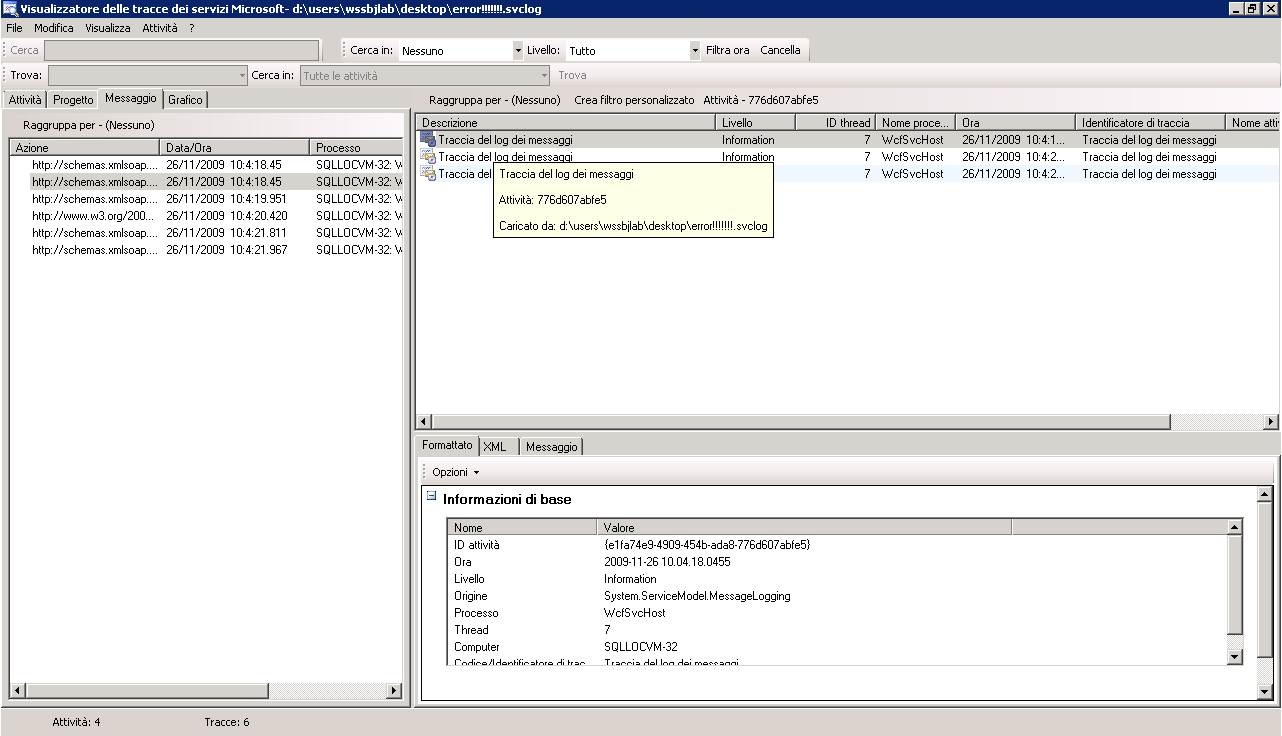 Visualizzatore delle tracce dei servizi Microsoft- d:\users\wssbjlab\desktop\error!!!!!!!.svclog
File Modifica Visualizza Attività ?
Cerca Cerca in: Nessuno Livello: Tutto Filtra ora Cancella
Trova: Cerca in: Tutte le attività Trova
Attività Progetto Messaggio Grafico
Raggruppa per - (Nessuno)
Azione Data/Ora Processo
http://schemas.xmlsoap.... 26/11/2009 10:4:18.45 SQLLOCVM-32: W
http://schemas.xmlsoap.... 26/11/2009 10:4:18.45 SQLLOCVM-32: W
http://schemas.xmlsoap.... 26/11/2009 10:4:19.951 SQLLOCVM-32: W
http://www.w3.org/200... 26/11/2009 10:4:20.420 SQLLOCVM-32: W
http://schemas.xmlsoap.... 26/11/2009 10:4:21.811 SQLLOCVM-32: W
http://schemas.xmlsoap.... 26/11/2009 10:4:21.967 SQLLOCVM-32: W
Raggruppa per - (Nessuno) Crea filtro personalizzato Attività - 776d607abfe5
Descrizione Livello ID thread Nome proce... Ora Identificatore di traccia Nome atti
Traccia del log dei messaggi Information 7 WcfSvcHost 26/11/2009 10:4:1... Traccia del log dei messaggi
Traccia del log dei messaggi Information 7 WcfSvcHost 26/11/2009 10:4:2... Traccia del log dei messaggi
Traccia del 7 WcfSvcHost 26/11/2009 10:4:2... Traccia del log dei messaggi
Traccia del log dei messaggi
Attività: 776d607abfe5
Caricato da: d:\users\wssbjlab\desktop\error!!!!!!!.svclog
Formattato XML Messaggio
Opzioni
Informazioni di base
Nome Valore
ID attività {e1fa74e9-4909-454b-ada8-776d607abfe5}
Ora 2009-11-26 10.04.18.0455
Livello Information
Origine System.ServiceModel.MessageLogging
Processo WcfSvcHost
Thread 7
Computer SQLLOCVM-32
Codice/Identificatore di trac Traccia del log dei messaggi
Attività: 4 Tracce: 6